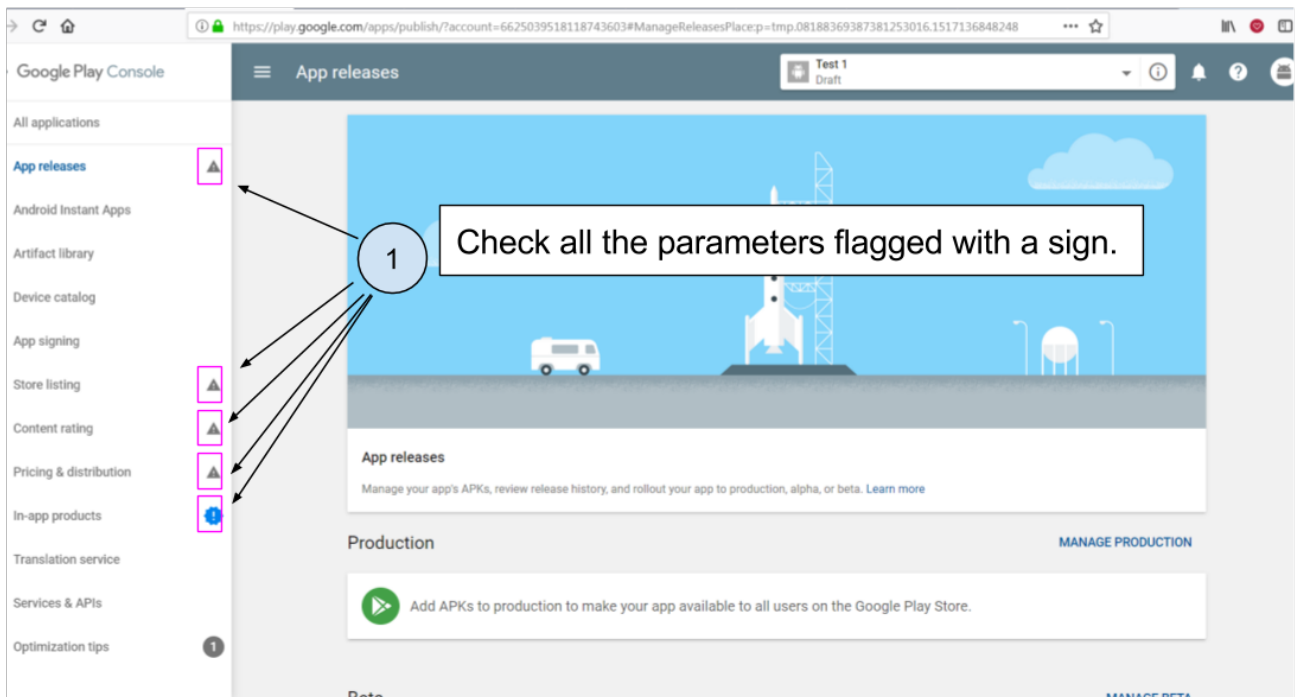 https://play.google.com/apps/publish/?account=6625039518118743603#ManageReleasesPlace:p=tmp.08188369387381253016.1517136848248
Google Play Console
App releases
Test 1
Draft
All applications
App releases
Android Instant Apps
Artifact library
Device catalog
App signing
Store listing
Content rating
Pricing & distribution
In-app products
Translation service
Services & APIs
Optimization tips
1
1
Check all the parameters flagged with a sign.
App releases
Manage your app's APKs, review release history, and rollout your app to production, alpha, or beta. Learn more
Production
MANAGE PRODUCTION
Add APKs to production to make your app available to all users on the Google Play Store.
Beta
MANAGE BETA